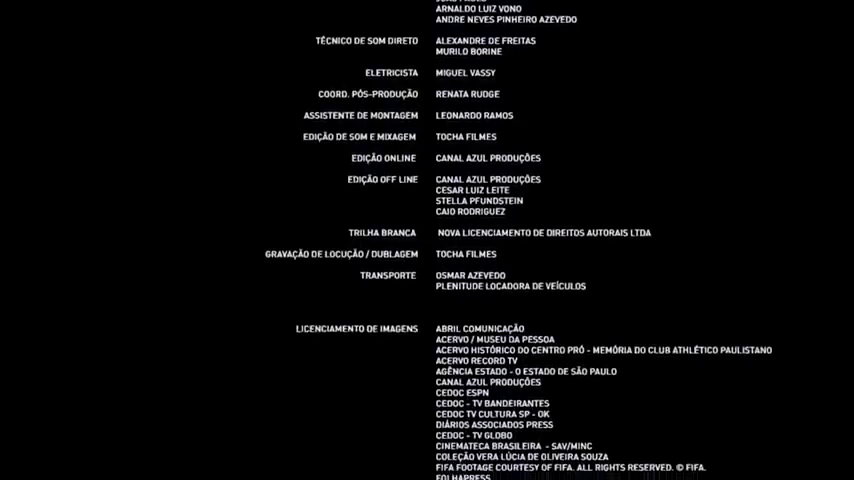 ARNALDO LUIZ VONO
ANDRE NEVES PINHEIRO AZEVEDO
TÉCNICO DE SOM DIRETO ALEXANDRE DE FREITAS
MURILO BORINE
ELETRICISTA MIGUEL VASSY
COORD. PÓS-PRODUÇÃO RENATA RUDGE
ASSISTENTE DE MONTAGEM LEONARDO RAMOS
EDIÇÃO DE SOM E MIXAGEM TOCHA FILMES
EDIÇÃO ONLINE CANAL AZUL PRODUÇÕES
EDIÇÃO OFF LINE CANAL AZUL PRODUÇÕES
CESAR LUIZ LEITE
STELLA PFUNDSTEIN
CAIO RODRIGUEZ
TRILHA BRANCA NOVA LICENCIAMENTO DE DIREITOS AUTORAIS LTDA
GRAVAÇÃO DE LOCUÇÃO / DUBLAGEM TOCHA FILMES
TRANSPORTE OSMAR AZEVEDO
PLENITUDE LOCADORA DE VEÍCULOS
LICENCIAMENTO DE IMAGENS ABRIL COMUNICAÇÃO
ACERVO / MUSEU DA PESSOA
ACERVO HISTÓRICO DO CENTRO PRÓ - MEMÓRIA DO CLUB ATHLÉTICO PAULISTANO
ACERVO RECORD TV
AGÊNCIA ESTADO - O ESTADO DE SÃO PAULO
CANAL AZUL PRODUÇÕES
CEDOC ESPN
CEDOC - TV BANDEIRANTES
CEDOC TV CULTURA SP - OK
DIÁRIOS ASSOCIADOS PRESS
CEDOC - TV GLOBO
CINEMATECA BRASILEIRA - SAV/MINC
COLEÇÃO VERA LÚCIA DE OLIVEIRA SOUZA
FIFA FOOTAGE COURTESY OF FIFA. ALL RIGHTS RESERVED. © FIFA.
FOLHAPRESS